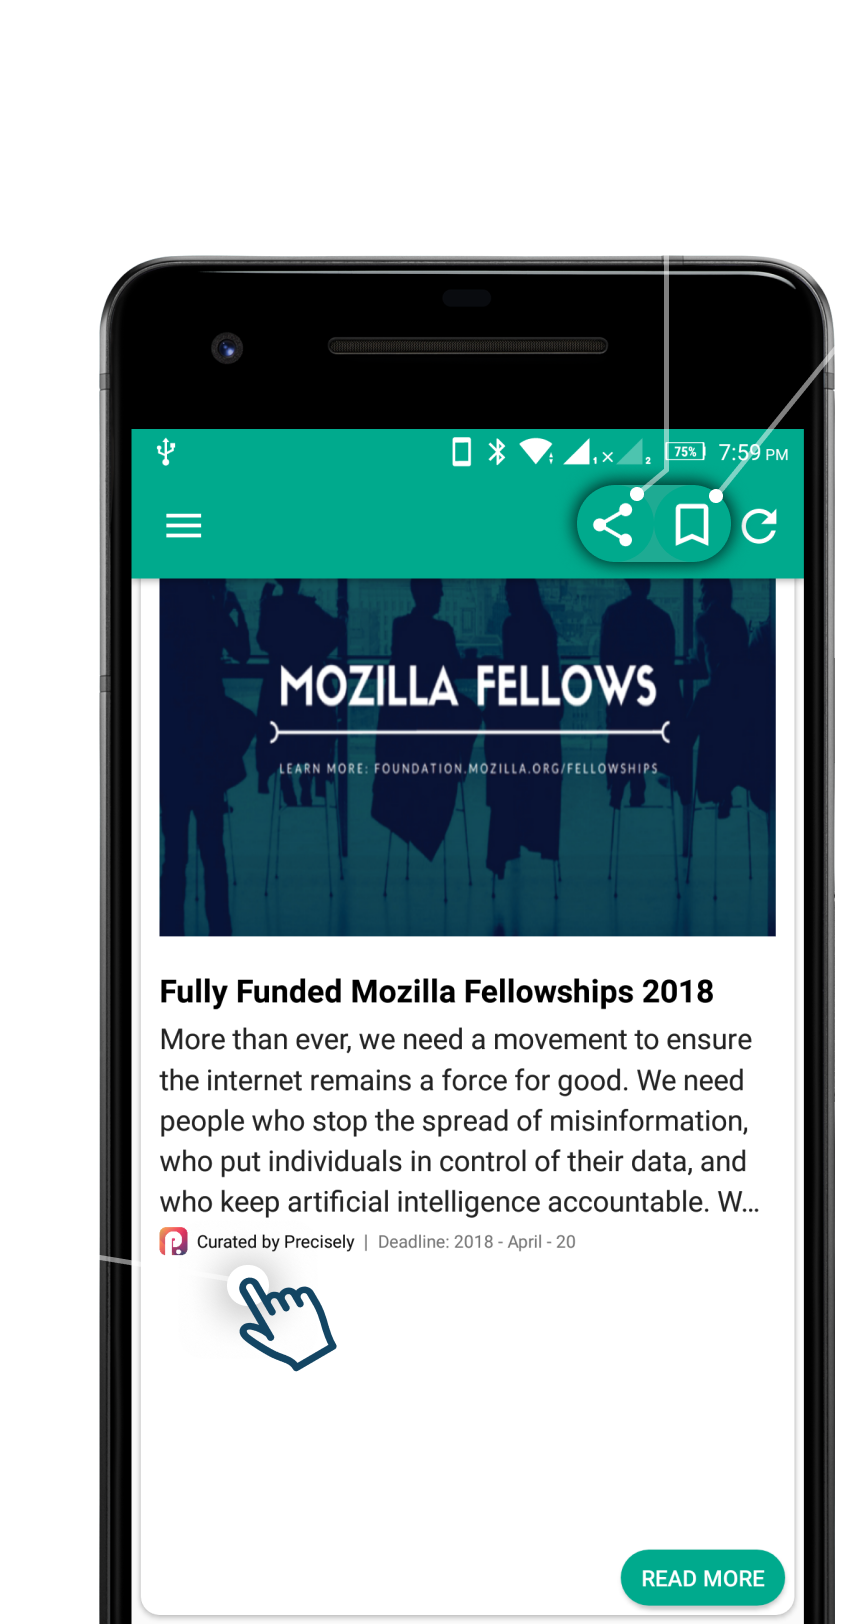 1 × 2 75% 7:59 PM
MOZILLA FELLOWS
LEARN MORE: FOUNDATION.MOZILLA.ORG/FELLOWSHIPS
Fully Funded Mozilla Fellowships 2018
More than ever, we need a movement to ensure
the internet remains a force for good. We need
people who stop the spread of misinformation,
who put individuals in control of their data, and
who keep artificial intelligence accountable. W...
Curated by Precisely | Deadline: 2018 - April - 20
READ MORE